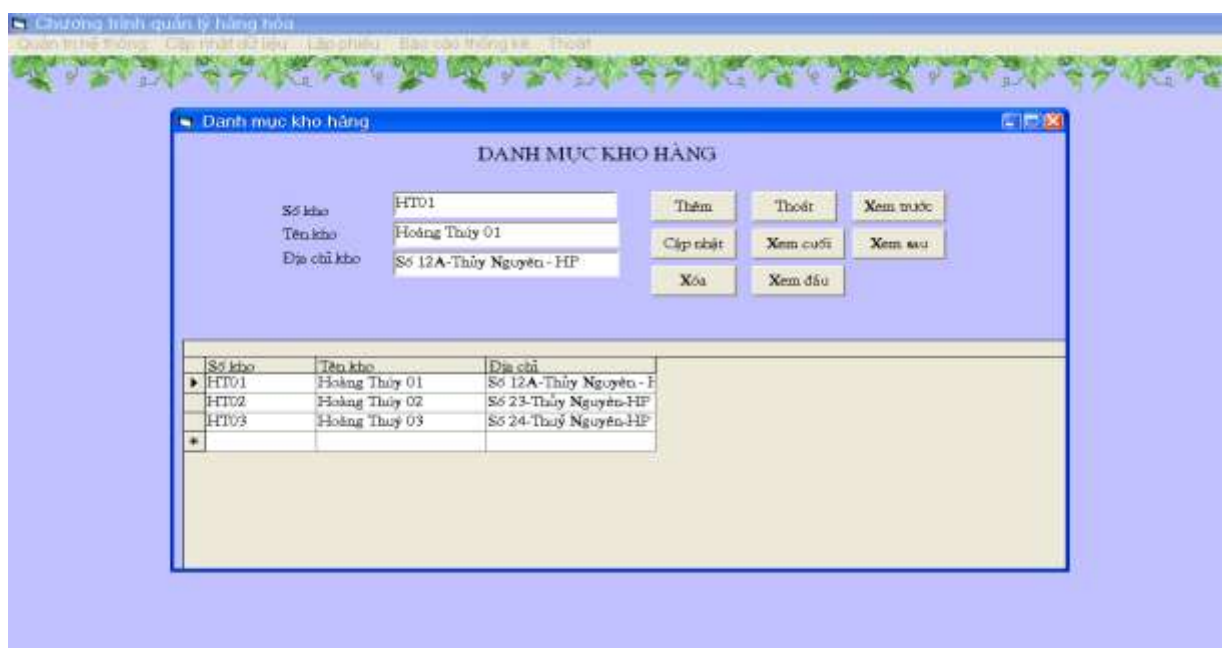 Chương trình quản lý hàng hóa
Quản trị hệ thống Cập nhật dữ liệu Lập phiếu Báo cáo thống kê Thoát
Danh mục kho hàng
DANH MỤC KHO HÀNG
Số kho HT01
Tên kho Hoàng Thúy 01
Địa chỉ kho Số 12A-Thủy Nguyên - HP
Thêm Thoát Xem trước
Cập nhật Xem cuối Xem sau
Xóa Xem đầu
Số kho Tên kho Địa chỉ
HT01 Hoàng Thúy 01 Số 12A-Thủy Nguyên - H
HT02 Hoàng Thúy 02 Số 23-Thủy Nguyên-HP
HT03 Hoàng Thuý 03 Số 24-Thuỷ Nguyên-HP